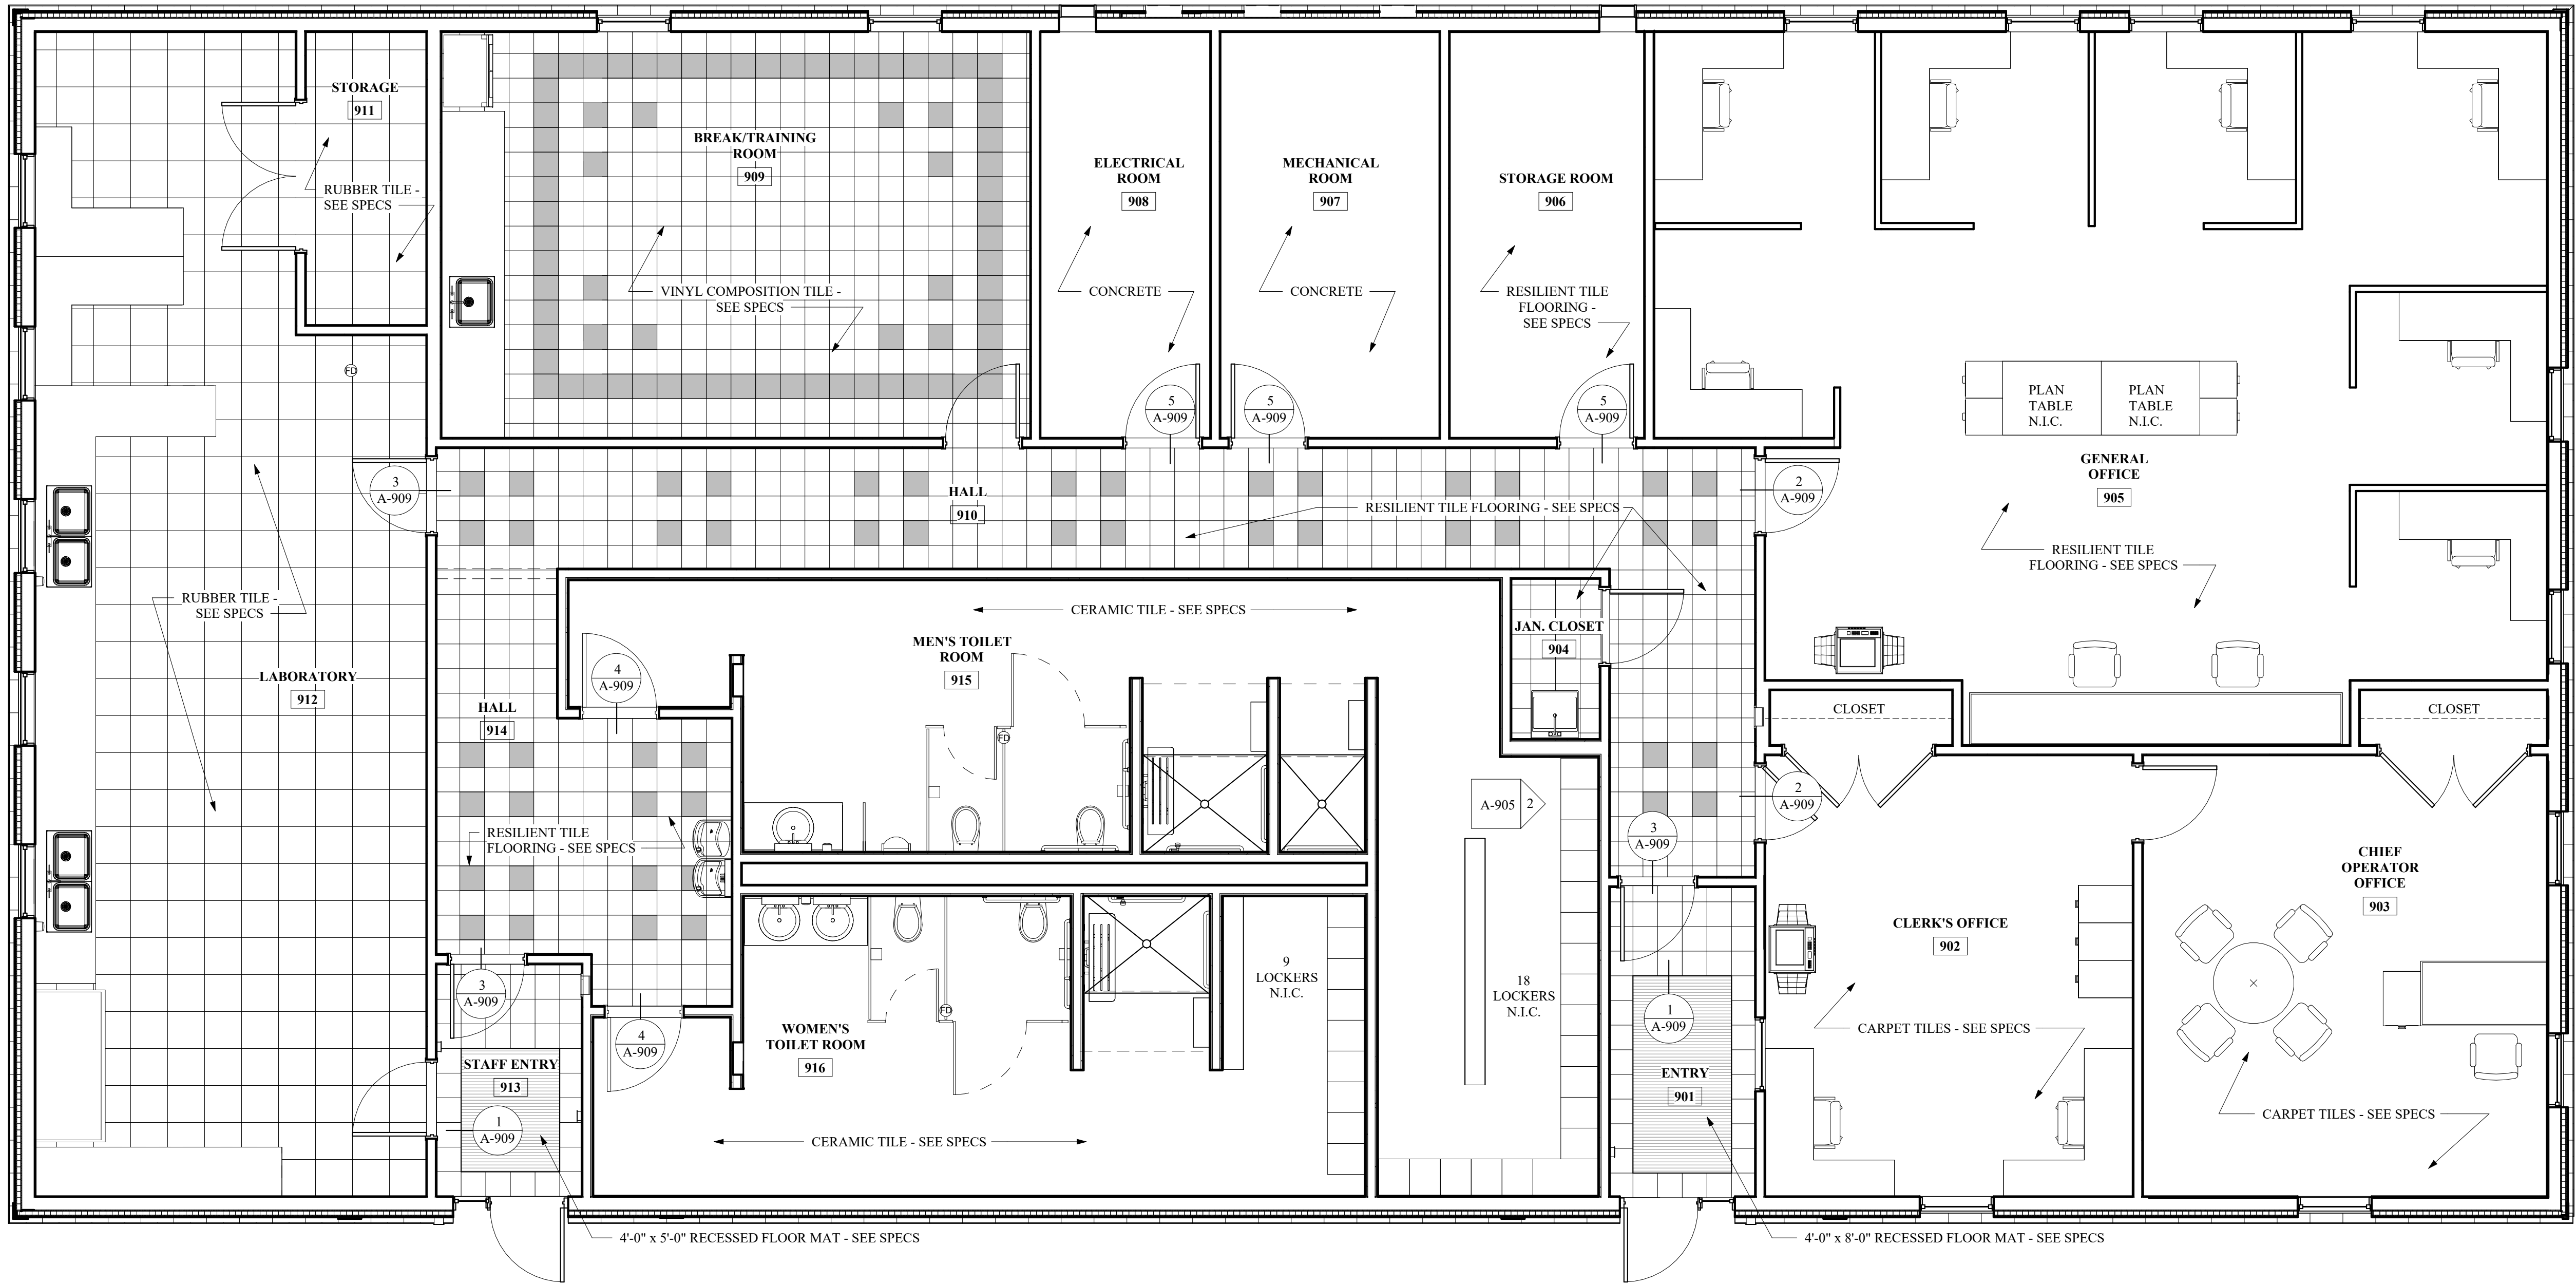 STORAGE
911
RUBBER TILE -
SEE SPECS
BREAK/TRAINING
ROOM
909
VINYL COMPOSITION TILE -
SEE SPECS
ELECTRICAL
ROOM
908
CONCRETE
MECHANICAL
ROOM
907
CONCRETE
STORAGE ROOM
906
RESILIENT TILE
FLOORING -
SEE SPECS
5
A-909
5
A-909
5
A-909
PLAN
TABLE
N.I.C.
PLAN
TABLE
N.I.C.
GENERAL
OFFICE
905
RESILIENT TILE
FLOORING - SEE SPECS
FD
3
A-909
HALL
910
RESILIENT TILE FLOORING - SEE SPECS
2
A-909
RUBBER TILE -
SEE SPECS
LABORATORY
912
HALL
914
RESILIENT TILE
FLOORING - SEE SPECS
4
A-909
CERAMIC TILE - SEE SPECS
MEN'S TOILET
ROOM
915
FD
JAN. CLOSET
904
CLOSET
CLOSET
A-905
2
2
A-909
3
A-909
CHIEF
OPERATOR
OFFICE
903
CLERK'S OFFICE
902
CARPET TILES - SEE SPECS
CARPET TILES - SEE SPECS
9
LOCKERS
N.I.C.
18
LOCKERS
N.I.C.
3
A-909
4
A-909
FD
WOMEN'S
TOILET ROOM
916
1
A-909
STAFF ENTRY
913
1
A-909
ENTRY
901
CERAMIC TILE - SEE SPECS
4'-0" x 5'-0" RECESSED FLOOR MAT - SEE SPECS
4'-0" x 8'-0" RECESSED FLOOR MAT - SEE SPECS